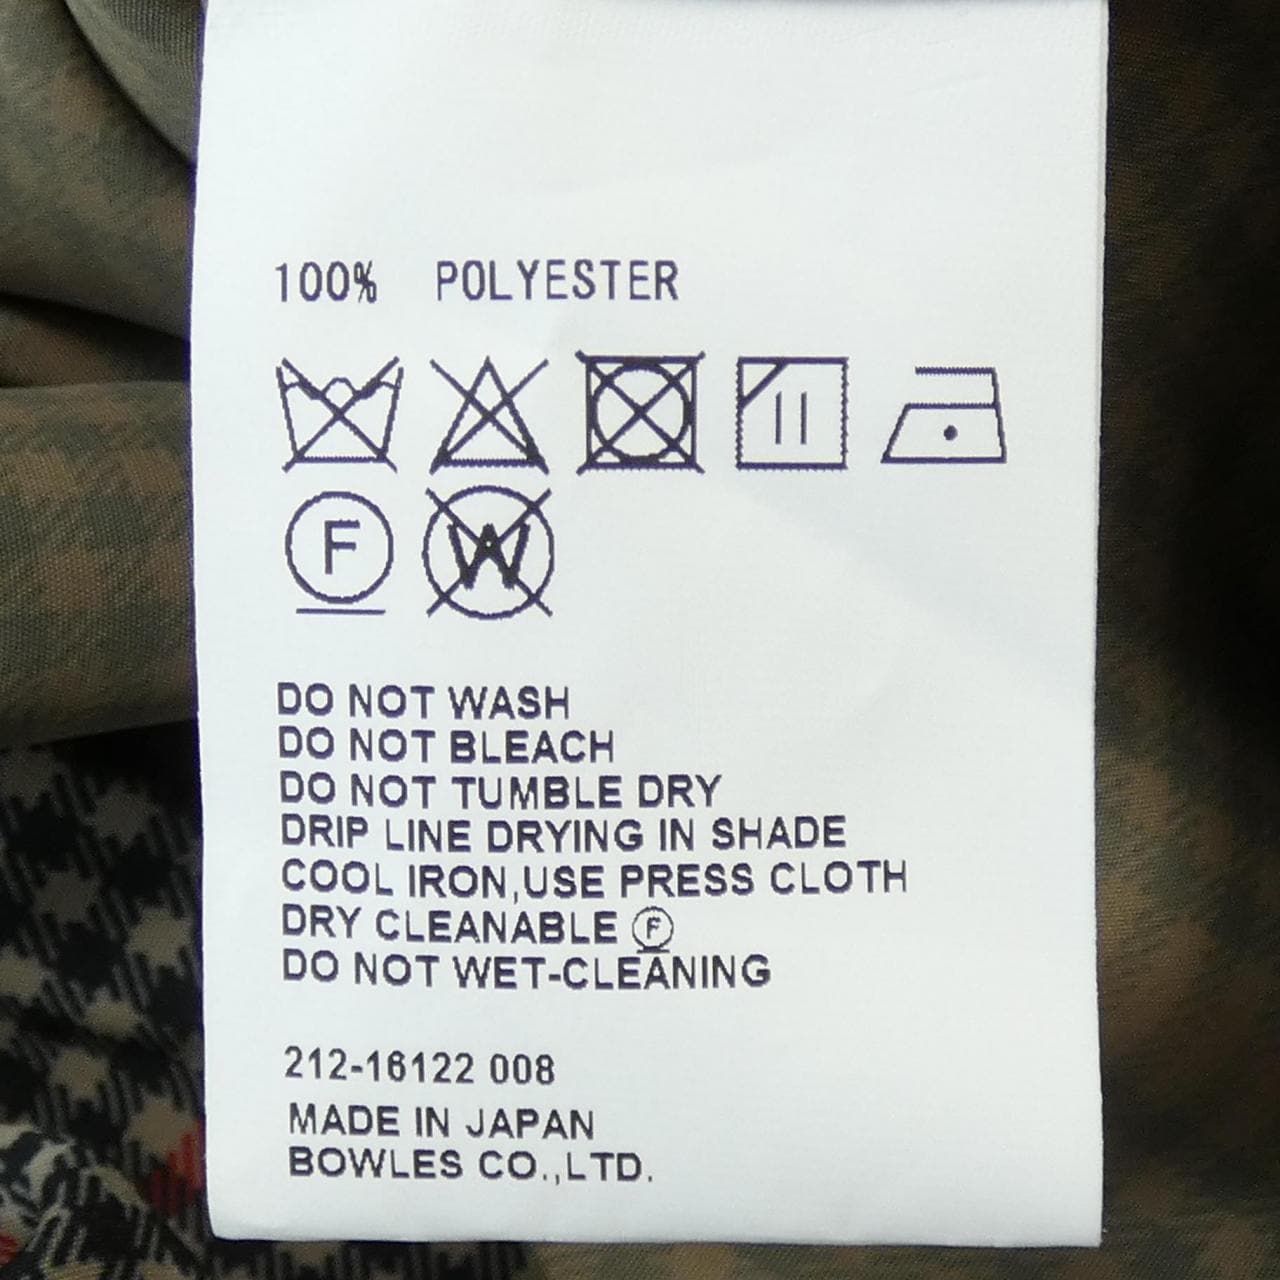 100% POLYESTER
F W
DO NOT WASH
DO NOT BLEACH
DO NOT TUMBLE DRY
DRIP LINE DRYING IN SHADE
COOL IRON,USE PRESS CLOTH
DRY CLEANABLE Ⓕ
DO NOT WET-CLEANING
212-16122 008
MADE IN JAPAN
BOWLES CO.,LTD.